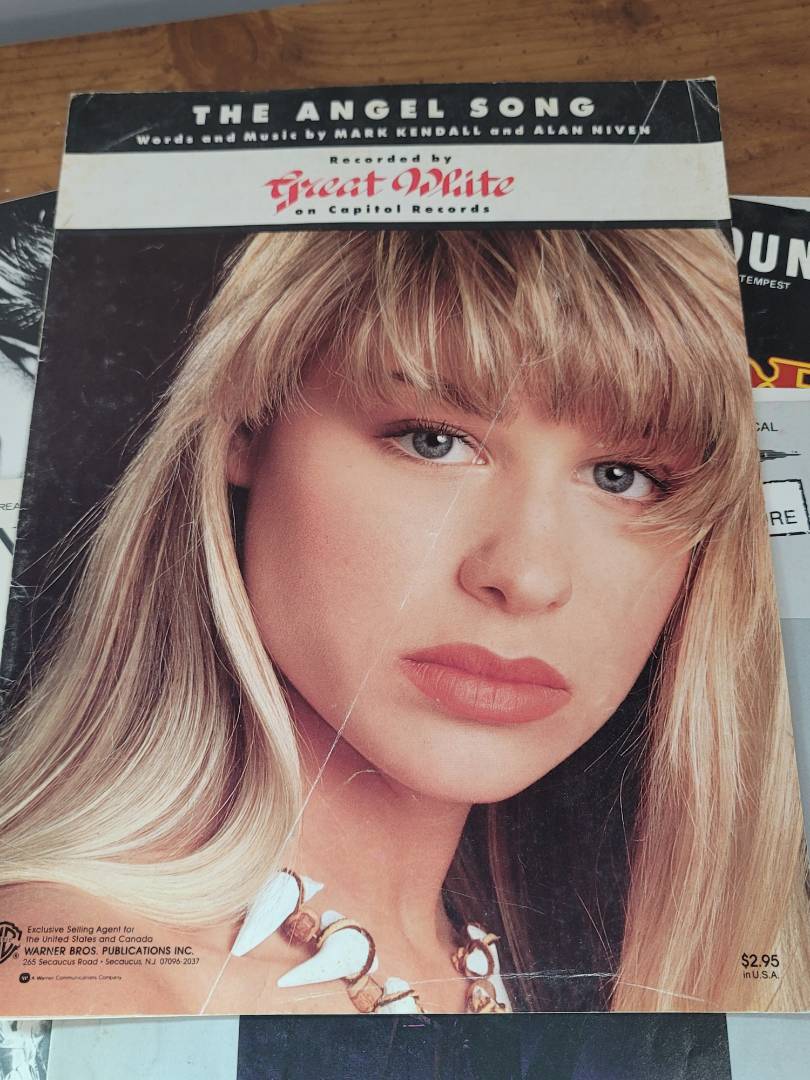 THE ANGEL SONG
Words and Music by MARK KENDALL and ALAN NIVEN
Recorded by
Great White
on Capitol Records
OUN
TEMPEST
CAL
RE
REA
Exclusive Selling Agent for
the United States and Canada
WARNER BROS. PUBLICATIONS INC.
265 Secaucus Road • Secaucus, N.J. 07096-2037
A Warner Communications Company
$2.95
in U.S.A.